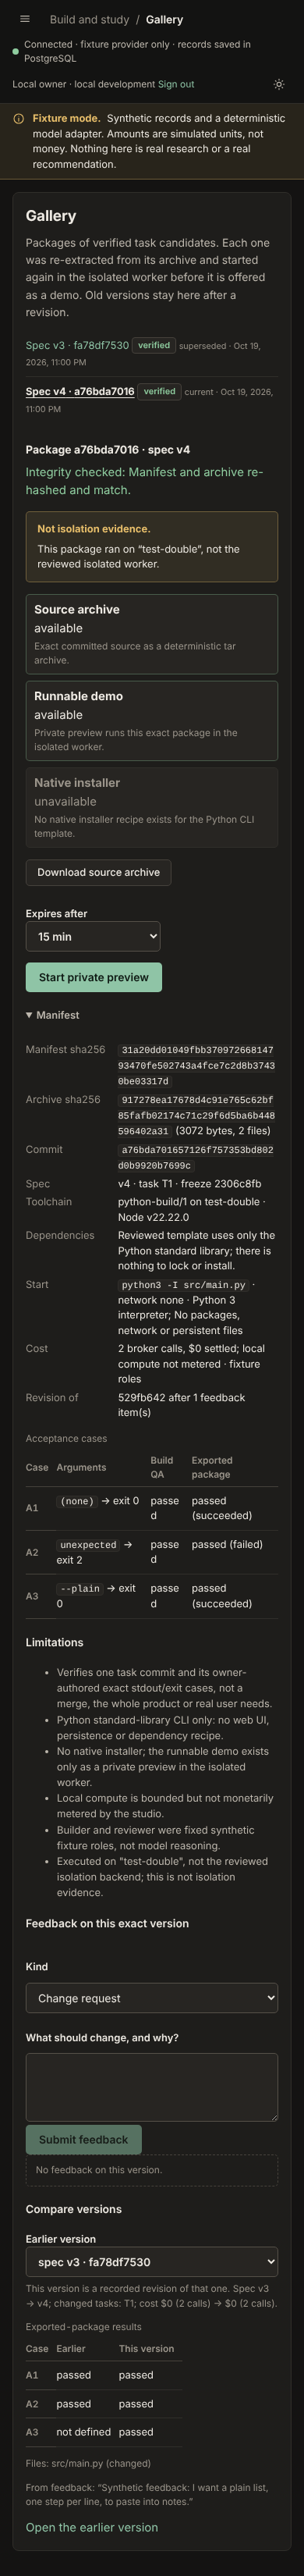 Build and study / Gallery
Connected · fixture provider only · records saved in
PostgreSQL
Local owner · local development Sign out
Fixture mode. Synthetic records and a deterministic
model adapter. Amounts are simulated units, not
money. Nothing here is real research or a real
recommendation.
Gallery
Packages of verified task candidates. Each one
was re-extracted from its archive and started
again in the isolated worker before it is offered
as a demo. Old versions stay here after a
revision.
Spec v3 · fa78df7530 verified superseded · Oct 19,
2026, 11:00 PM
Spec v4 · a76bda7016 verified current · Oct 19, 2026,
11:00 PM
Package a76bda7016 · spec v4
Integrity checked: Manifest and archive re-
hashed and match.
Not isolation evidence.
This package ran on “test-double”, not the
reviewed isolated worker.
Source archive
available
Exact committed source as a deterministic tar
archive.
Runnable demo
available
Private preview runs this exact package in the
isolated worker.
Native installer
unavailable
No native installer recipe exists for the Python CLI
template.
Download source archive
Expires after
15 min
Start private preview
▼ Manifest
Manifest sha256 31a20dd01049fbb370972668147
93470fe502743a4fce7c2d8b3743
0be03317d
Archive sha256 917278ea17678d4c91e765c62bf
85fafb02174c71c29f6d5ba6b448
596402a31 (3072 bytes, 2 files)
Commit a76bda701657126f757353bd802
d0b9920b7699c
Spec v4 · task T1 · freeze 2306c8fb
Toolchain python-build/1 on test-double ·
Node v22.22.0
Dependencies Reviewed template uses only the
Python standard library; there is
nothing to lock or install.
Start python3 -I src/main.py ·
network none · Python 3
interpreter; No packages,
network or persistent files
Cost 2 broker calls, $0 settled; local
compute not metered · fixture
roles
Revision of 529fb642 after 1 feedback
item(s)
Acceptance cases
Case Arguments Build QA Exported package
A1 (none) → exit 0 passed passed (succeeded)
A2 unexpected → exit 2 passed passed (failed)
A3 --plain → exit 0 passed passed (succeeded)
Limitations
• Verifies one task commit and its owner-
authored exact stdout/exit cases, not a
merge, the whole product or real user needs.
• Python standard-library CLI only: no web UI,
persistence or dependency recipe.
• No native installer; the runnable demo exists
only as a private preview in the isolated
worker.
• Local compute is bounded but not monetarily
metered by the studio.
• Builder and reviewer were fixed synthetic
fixture roles, not model reasoning.
• Executed on "test-double", not the reviewed
isolation backend; this is not isolation
evidence.
Feedback on this exact version
Kind
Change request
What should change, and why?
Submit feedback
No feedback on this version.
Compare versions
Earlier version
spec v3 · fa78df7530
This version is a recorded revision of that one. Spec v3
→ v4; changed tasks: T1; cost $0 (2 calls) → $0 (2 calls).
Exported-package results
Case Earlier This version
A1 passed passed
A2 passed passed
A3 not defined passed
Files: src/main.py (changed)
From feedback: “Synthetic feedback: I want a plain list,
one step per line, to paste into notes.”
Open the earlier version